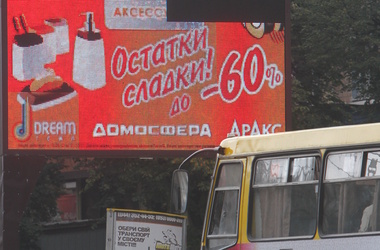 АКСЕСС
Остатки
сладки!
до -60%
DREAM
ДОМОСФЕРА
АРАКС
ОБЕРИ СВІЙ
ТРАНСПОРТ
У СВОЄМУ
МІСТІ!